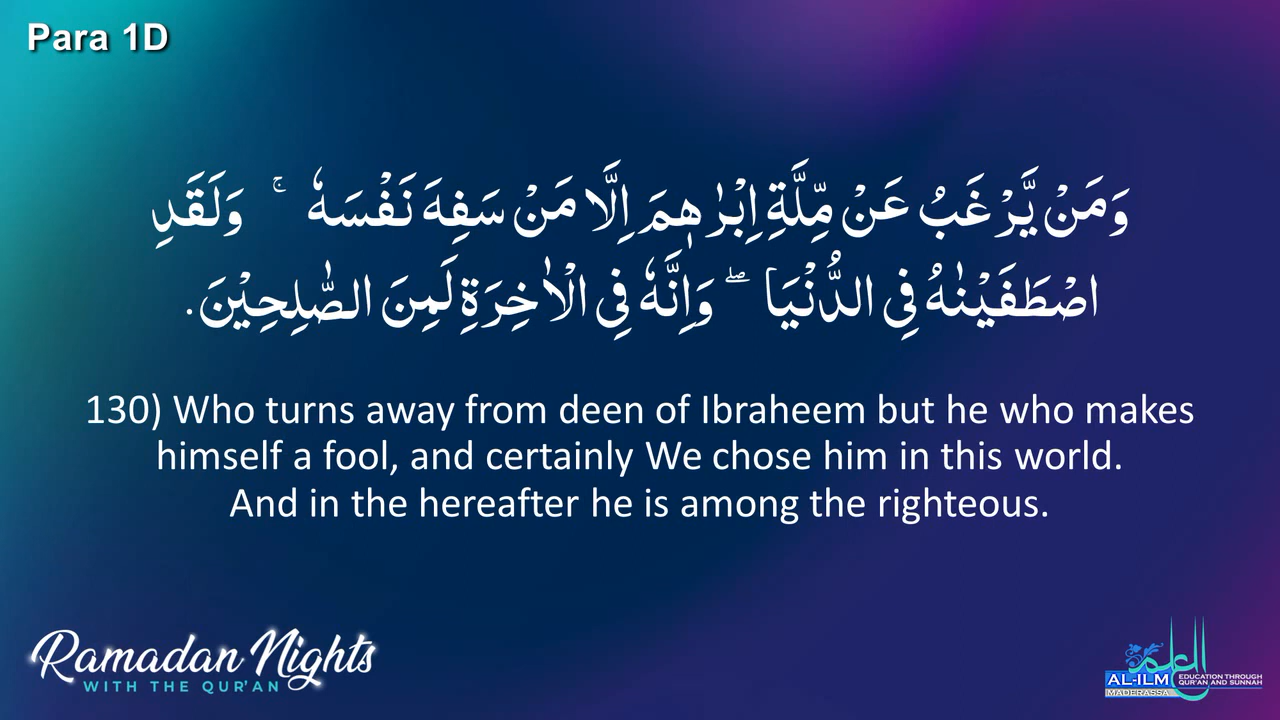 Para 1D
وَمَنْ يَّرْغَبُ عَنْ مِّلَّةِ اِبْرٰهٖمَ اِلَّا مَنْ سَفِهَ نَفْسَهٗ ۚ وَلَقَدِ
اصْطَفَيْنٰهُ فِى الدُّنْيَا ۖ وَاِنَّهٗ فِى الْاٰخِرَةِ لَمِنَ الصّٰلِحِيْنَ.
130) Who turns away from deen of Ibraheem but he who makes
himself a fool, and certainly We chose him in this world.
And in the hereafter he is among the righteous.
Ramadan Nights
WITH THE QUR'AN
العلم
AL-ILM
MADERASSA
EDUCATION THROUGH
QUR'AN AND SUNNAH